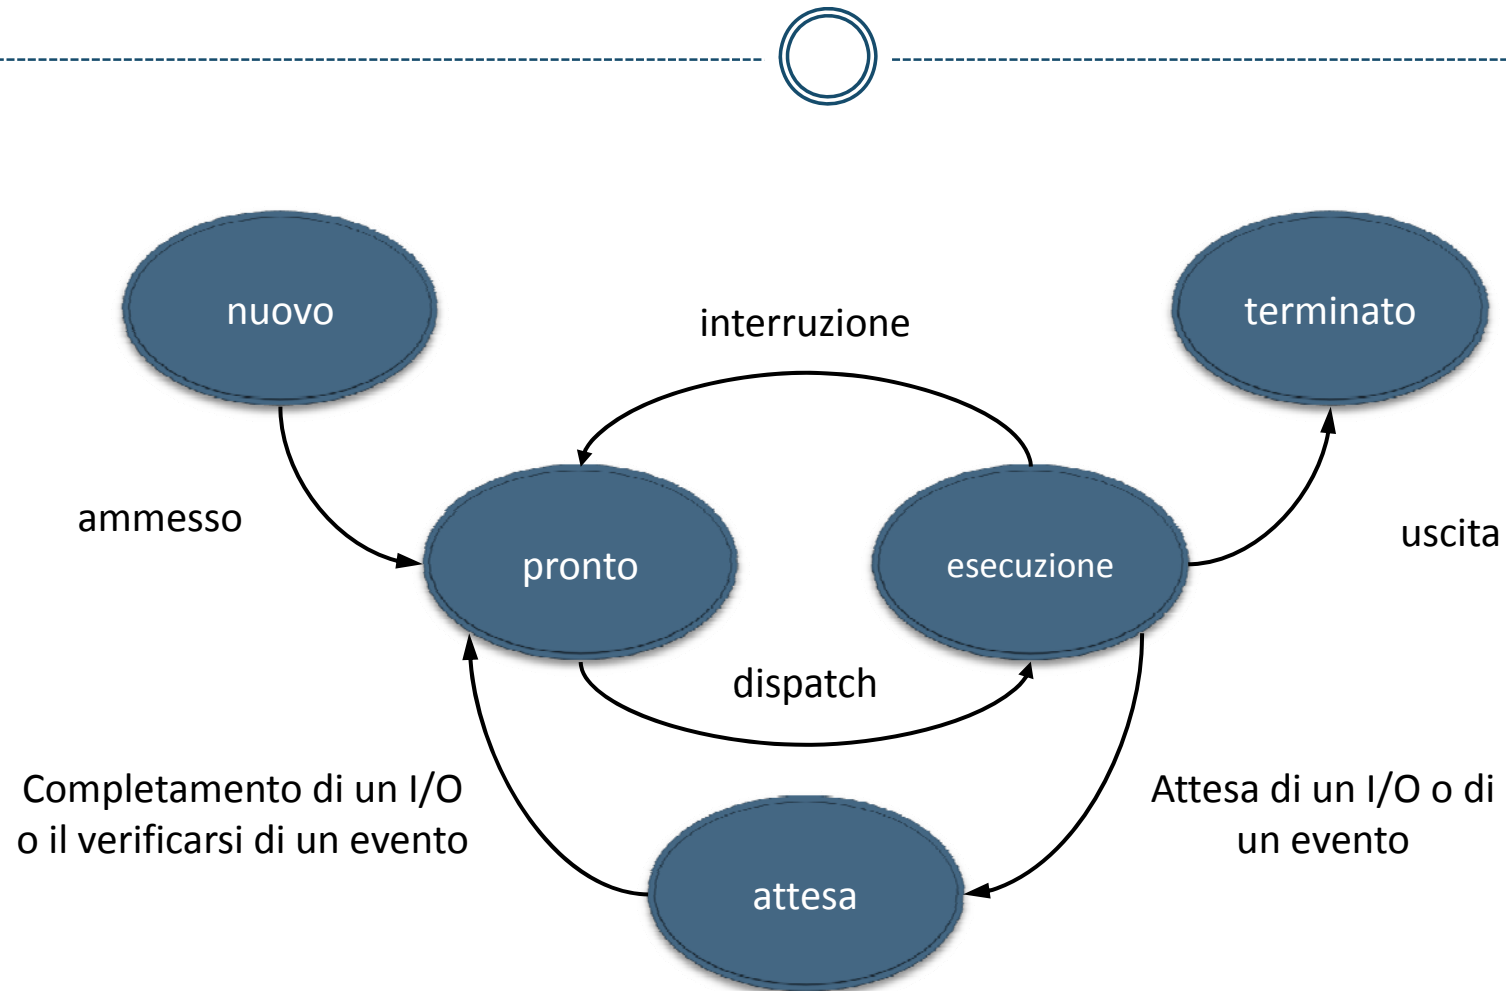 nuovo
terminato
interruzione
ammesso
uscita
pronto
esecuzione
dispatch
Completamento di un I/O
o il verificarsi di un evento
Attesa di un I/O o di
un evento
attesa